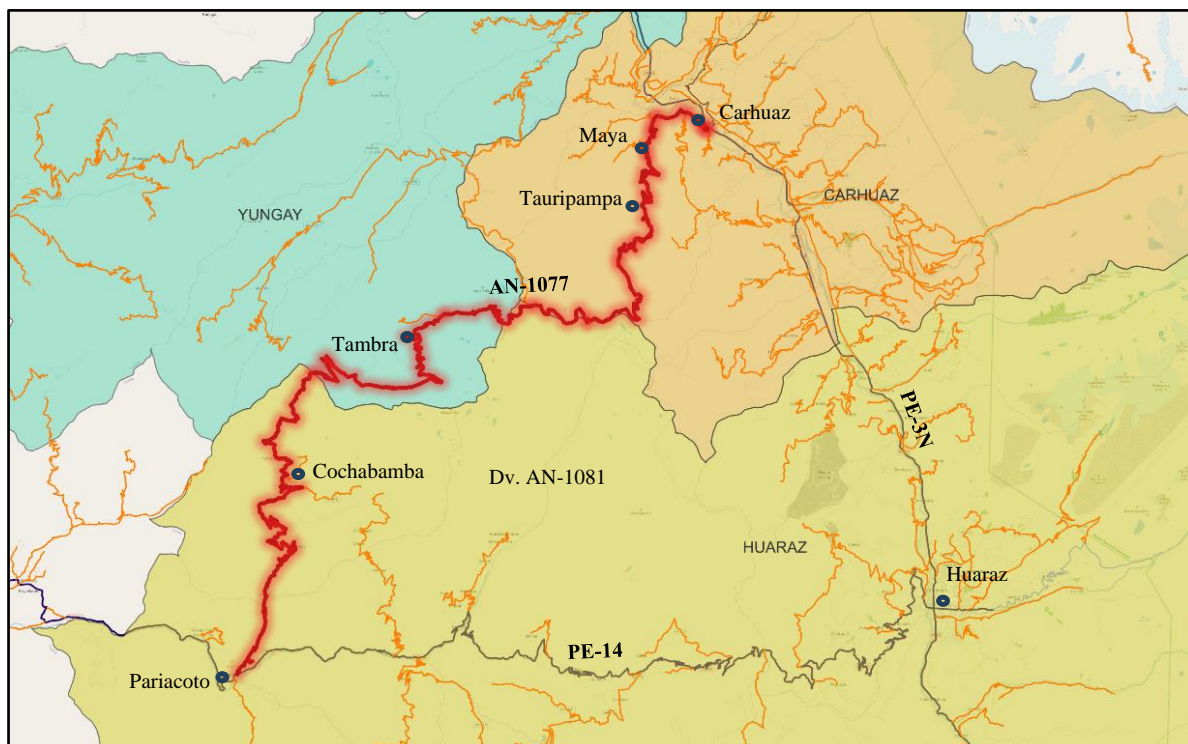 Carhuaz
Maya
CARHUAZ
Tauripampa
YUNGAY
AN-1077
Tambra
PE-3N
Cochabamba
Dv. AN-1081
HUARAZ
Huaraz
PE-14
Pariacoto